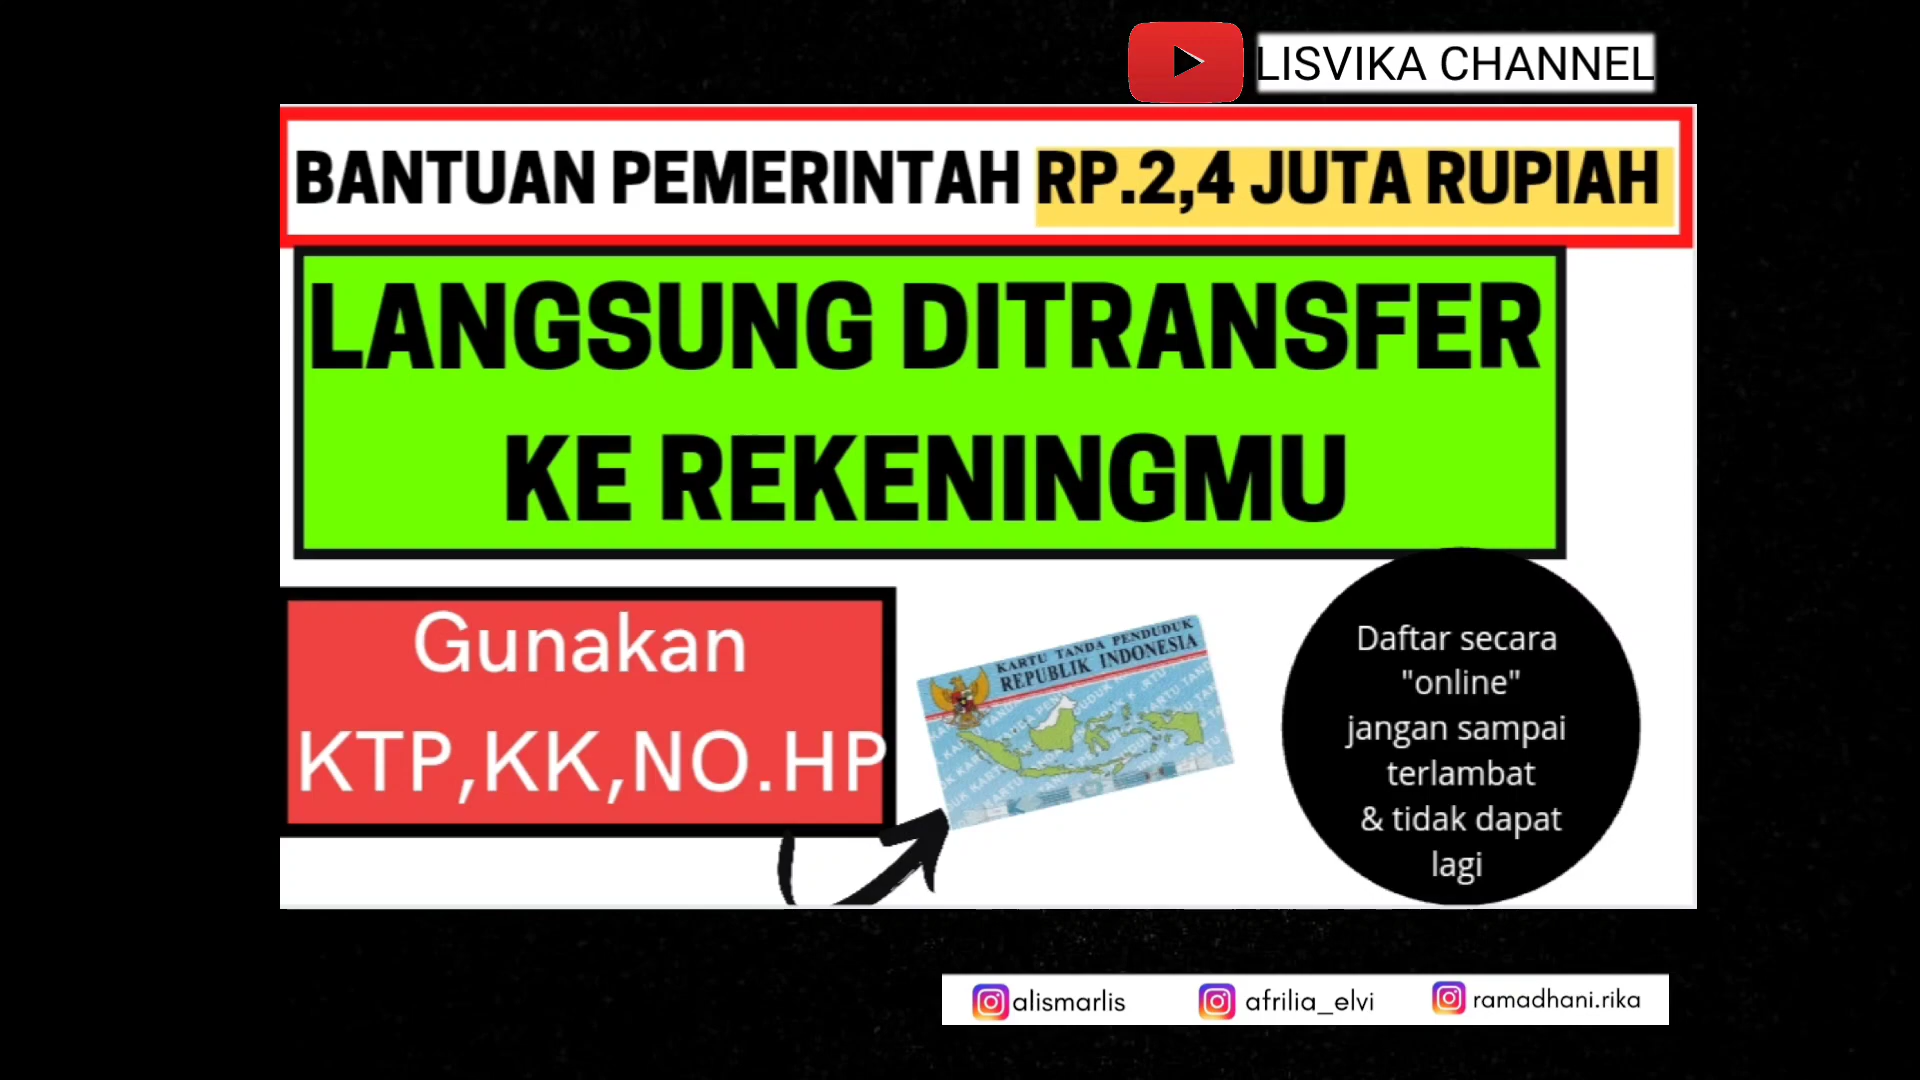 LISVIKA CHANNEL
BANTUAN PEMERINTAH RP.2,4 JUTA RUPIAH
LANGSUNG DITRANSFER
KE REKENINGMU
Gunakan
KTP,KK,NO.HP
KARTU TANDA PENDUDUK
REPUBLIK INDONESIA
Daftar secara
"online"
jangan sampai
terlambat
& tidak dapat
lagi
alismarlis
afrilia_elvi
ramadhani.rika